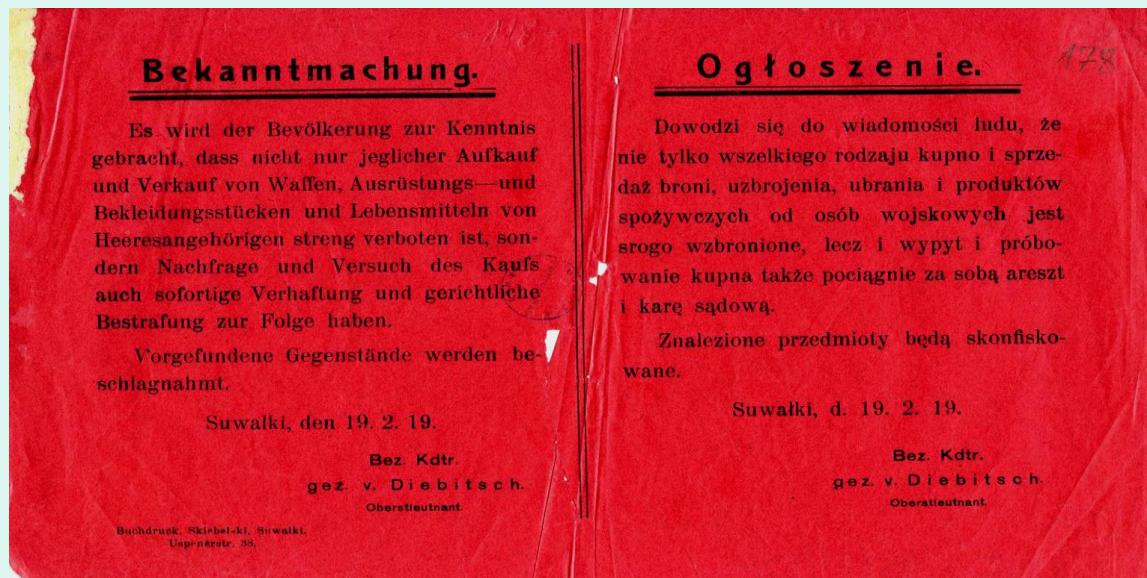 Bekanntmachung.
Es wird der Bevölkerung zur Kenntnis
gebracht, dass nicht nur jeglicher Aufkauf
und Verkauf von Waffen, Ausrüstungs—und
Bekleidungsstücken und Lebensmitteln von
Heeresangehörigen streng verboten ist, son-
dern Nachfrage und Versuch des Kaufs
auch sofortige Verhaftung und gerichtliche
Bestrafung zur Folge haben.
Vorgefundene Gegenstände werden be-
schlagnahmt.
Suwalki, den 19. 2. 19.
Bez. Kdtr.
gez. v. Diebitsch.
Oberstleutnant.
Buchdruck. Suwalki.
38.
178
Ogłoszenie.
Dowodzi się do wiadomości ludu, że
nie tylko wszelkiego rodzaju kupno i sprze-
daż broni, uzbrojenia, ubrania i produktów
spożywczych od osób wojskowych jest
srogo wzbronione, lecz i wypyt i próbo-
wanie kupna także pociągnie za sobą areszt
i karę sądową.
Znalezione przedmioty będą skonfisko-
wane.
Suwałki, d. 19. 2. 19.
Bez. Kdtr.
gez. v. Diebitsch.
Oberstleutnant.